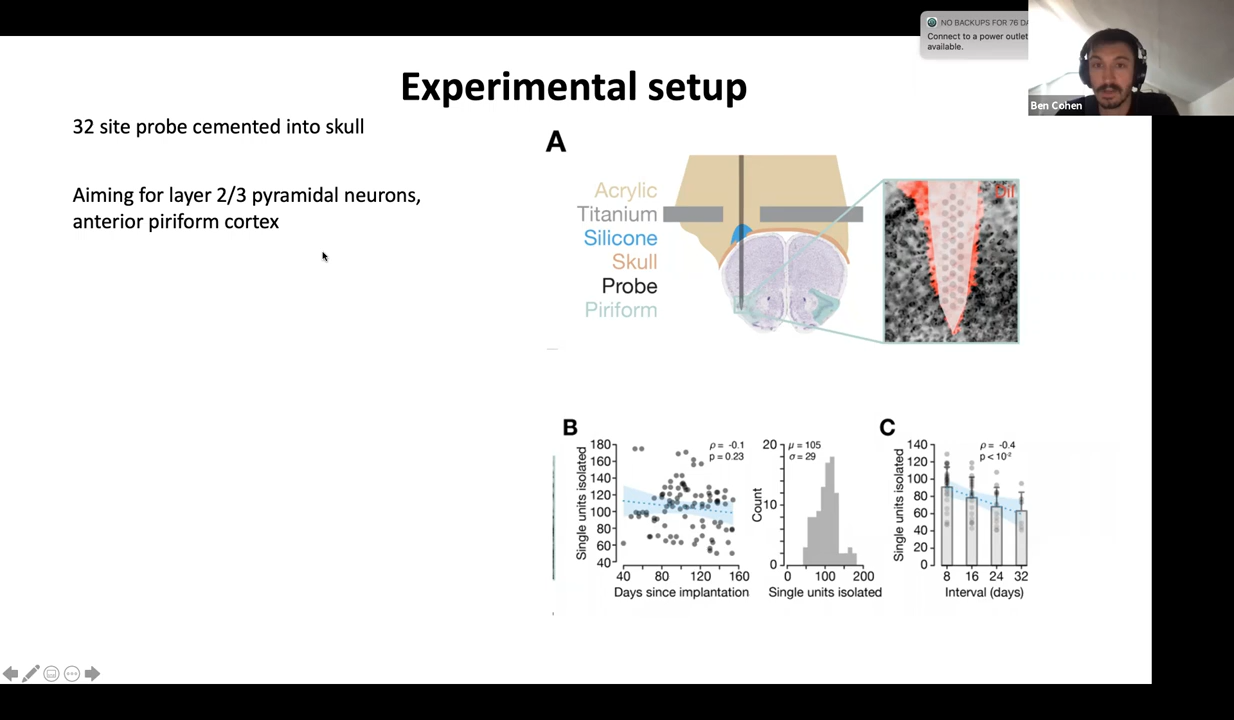 NO BACKUPS FOR 76 DA
Connect to a power outlet
available.
Ben Cohen
Experimental setup
32 site probe cemented into skull
Aiming for layer 2/3 pyramidal neurons,
anterior piriform cortex
A
Acrylic
Titanium
Silicone
Skull
Probe
Piriform
DiI
B
Single units isolated
180
160
140
120
100
80
60
40
ρ = -0.1
p = 0.23
40
80
120
160
Days since implantation
Count
20
10
0
μ = 105
σ = 29
0
100
200
Single units isolated
C
Single units isolated
140
120
100
80
60
40
20
0
ρ = -0.4
p < 10⁻²
8
16
24
32
Interval (days)